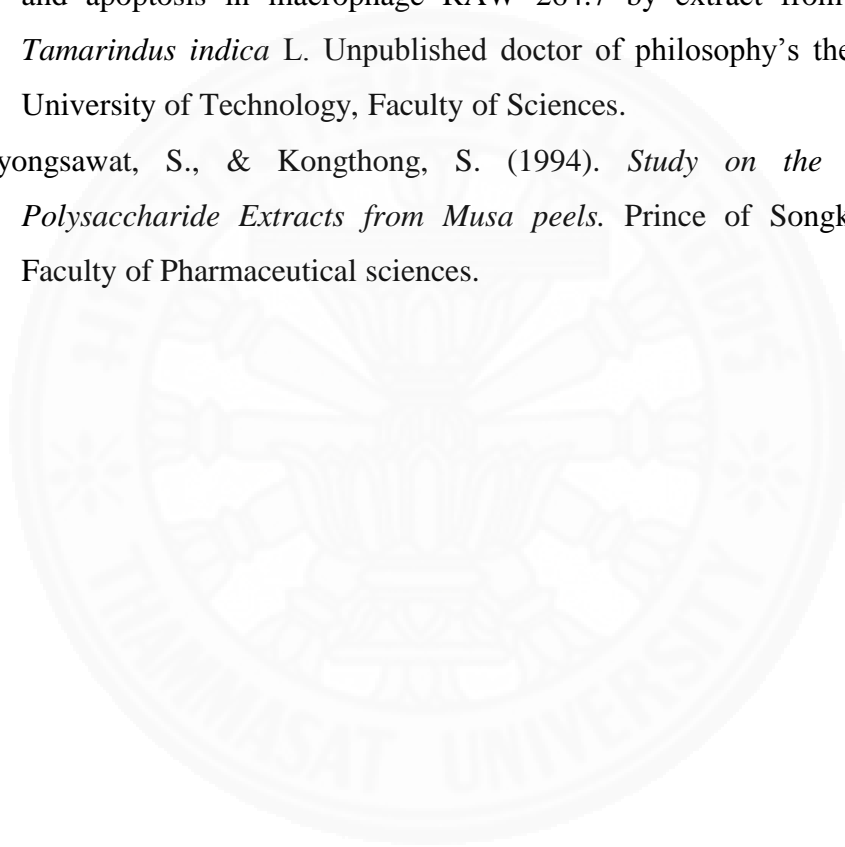 and apoptosis in macrophage RAW 264.7 by extract from
Tamarindus indica L. Unpublished doctor of philosophy's the
University of Technology, Faculty of Sciences.
yongsawat, S., & Kongthong, S. (1994). Study on the
Polysaccharide Extracts from Musa peels. Prince of Songk
Faculty of Pharmaceutical sciences.
THAMMASAT UNIVERSITY